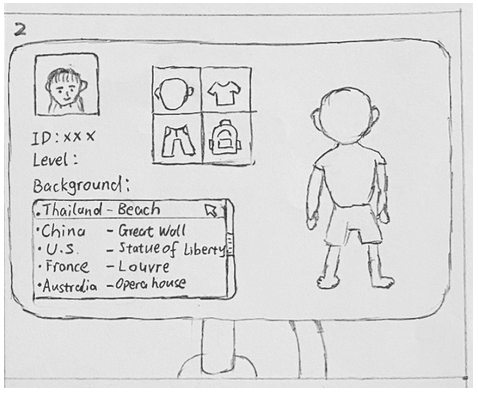 2
ID: xxx
Level:
Background:
•Thailand - Beach
•China - Great Wall
•U.S. - Statue of Liberty
•France - Louvre
•Australia - Opera house